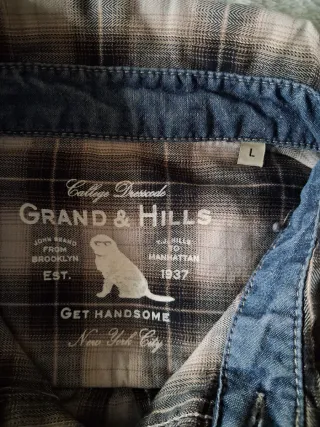 L
College Dresscode
GRAND & HILLS
JOHN GRAND FROM BROOKLYN
T.J. HILLS TO MANHATTAN
EST. 1937
GET HANDSOME
New York City